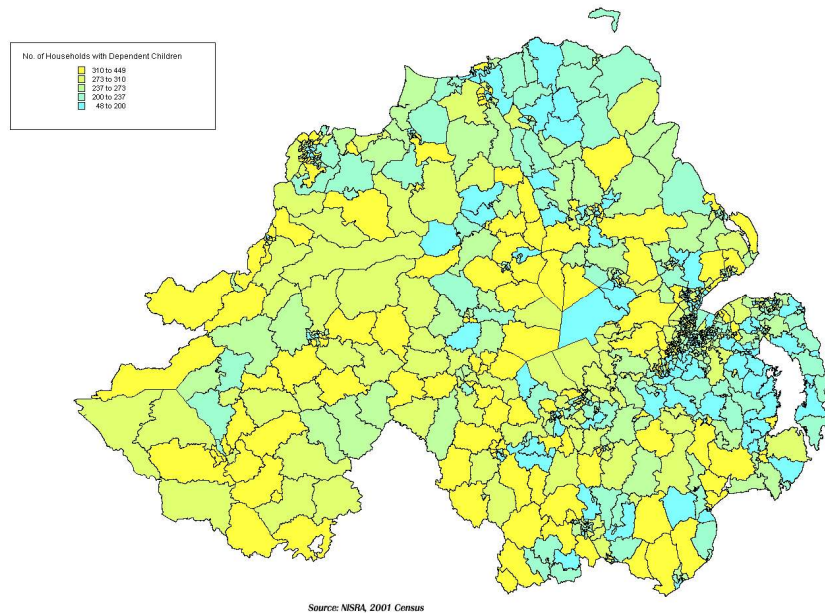 No. of Households with Dependent Children
310 to 449
273 to 310
237 to 273
200 to 237
48 to 200
Source: NISRA, 2001 Census